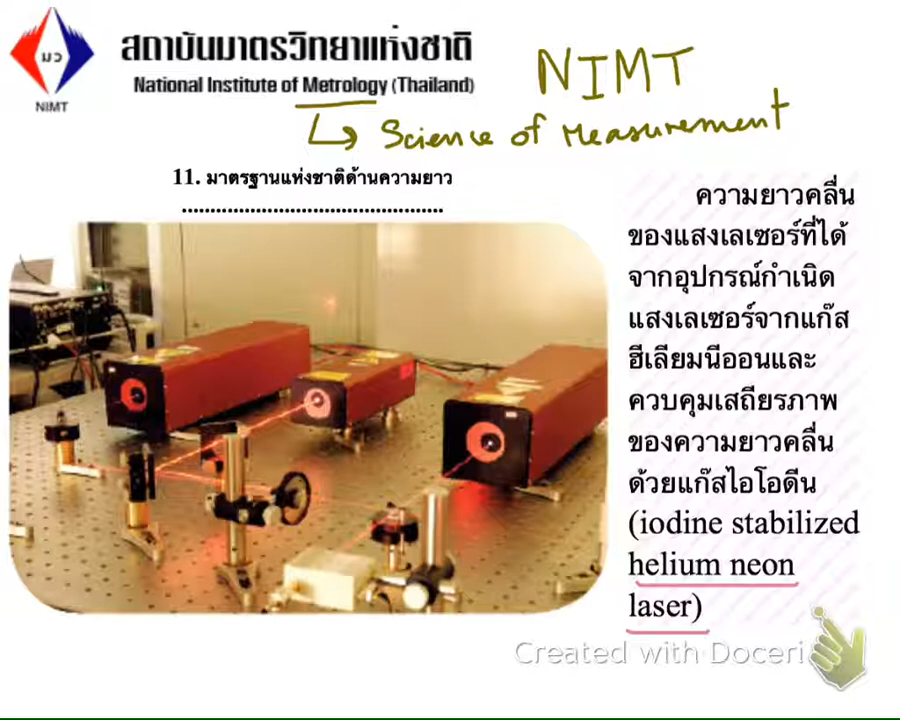 สถาบันมาตรวิทยาแห่งชาติ
National Institute of Metrology (Thailand)
มว
NIMT
NIMT
Science of Measurement
11. มาตรฐานแห่งชาติด้านความยาว
................................................
ความยาวคลื่น
ของแสงเลเซอร์ที่ได้
จากอุปกรณ์กำเนิด
แสงเลเซอร์จากแก๊ส
ฮีเลียมนีออนและ
ควบคุมเสถียรภาพ
ของความยาวคลื่น
ด้วยแก๊สไอโอดีน
(iodine stabilized
helium neon
laser)
Created with Doceri